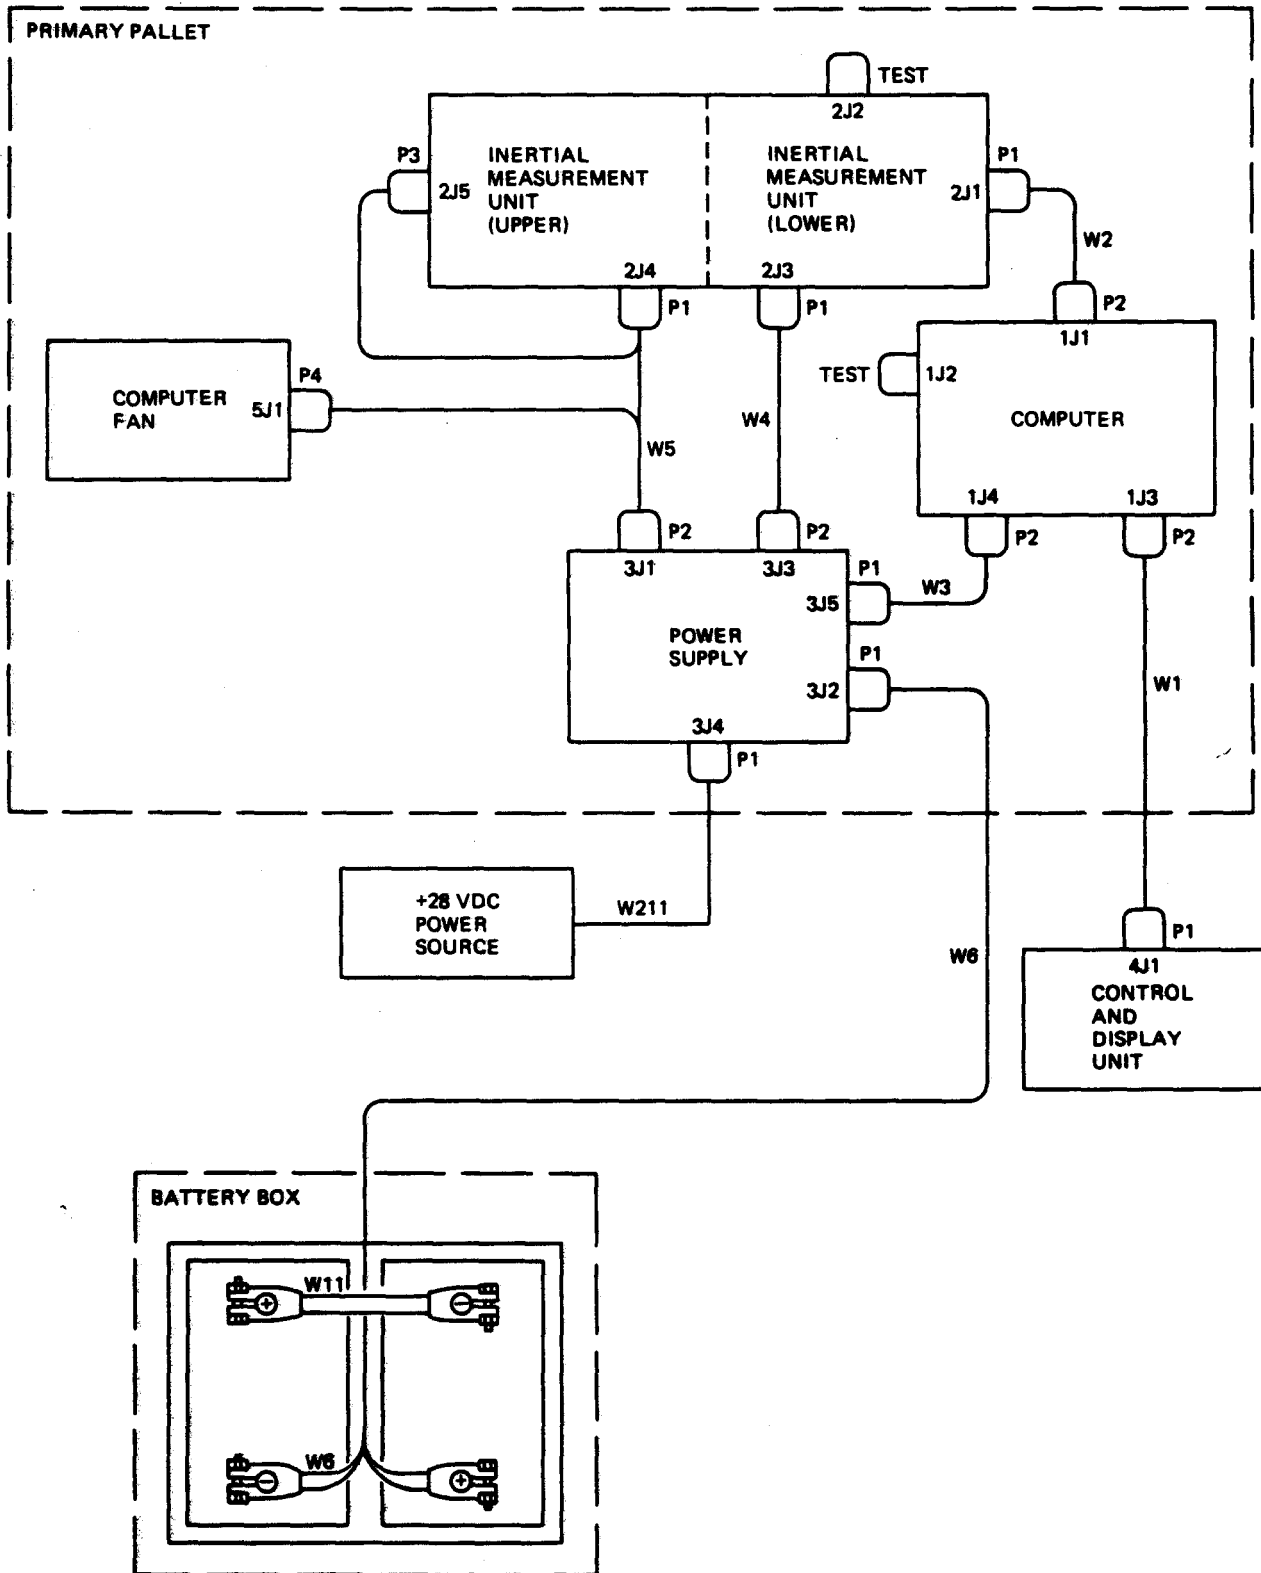 PRIMARY PALLET
TEST
2J2
P3
2J5
INERTIAL
MEASUREMENT
UNIT
(UPPER)
INERTIAL
MEASUREMENT
UNIT
(LOWER)
P1
2J1
W2
2J4
2J3
P1
P1
P2
1J1
COMPUTER
FAN
P4
5J1
TEST
1J2
COMPUTER
W4
W5
1J4
1J3
P2
P2
P2
P2
3J1
3J3
P1
3J5
W3
POWER
SUPPLY
P1
3J2
W1
3J4
P1
+28 VDC
POWER
SOURCE
W211
W6
P1
4J1
CONTROL
AND
DISPLAY
UNIT
BATTERY BOX
W11
+
−
W6
−
+